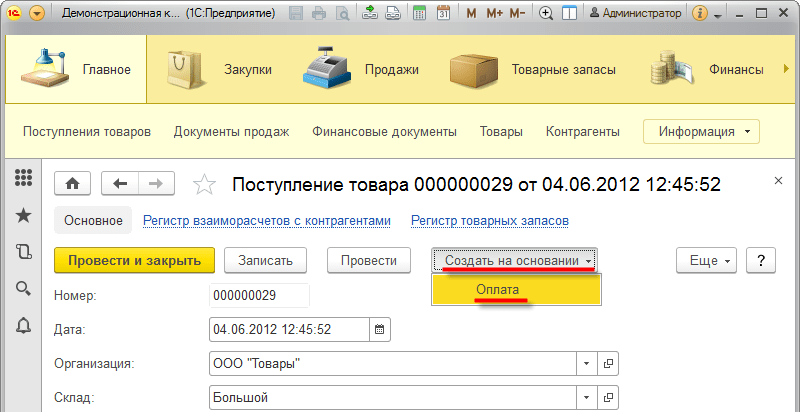 1С Демонстрационная к... (1С:Предприятие) 31 M M+ M- Администратор i
Главное Закупки Продажи Товарные запасы Финансы
Поступления товаров Документы продаж Финансовые документы Товары Контрагенты Информация
Поступление товара 000000029 от 04.06.2012 12:45:52
Основное Регистр взаиморасчетов с контрагентами Регистр товарных запасов
Провести и закрыть Записать Провести Создать на основании Еще ?
Оплата
Номер: 000000029
Дата: 04.06.2012 12:45:52
Организация: ООО "Товары"
Склад: Большой